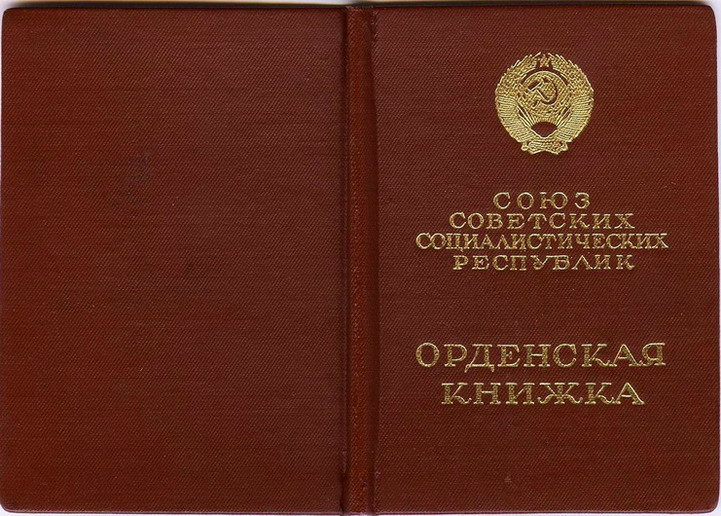 СОЮЗ
СОВЕТСКИХ
СОЦИАЛИСТИЧЕСКИХ
РЕСПУБЛИК
ОРДЕНСКАЯ
КНИЖКА